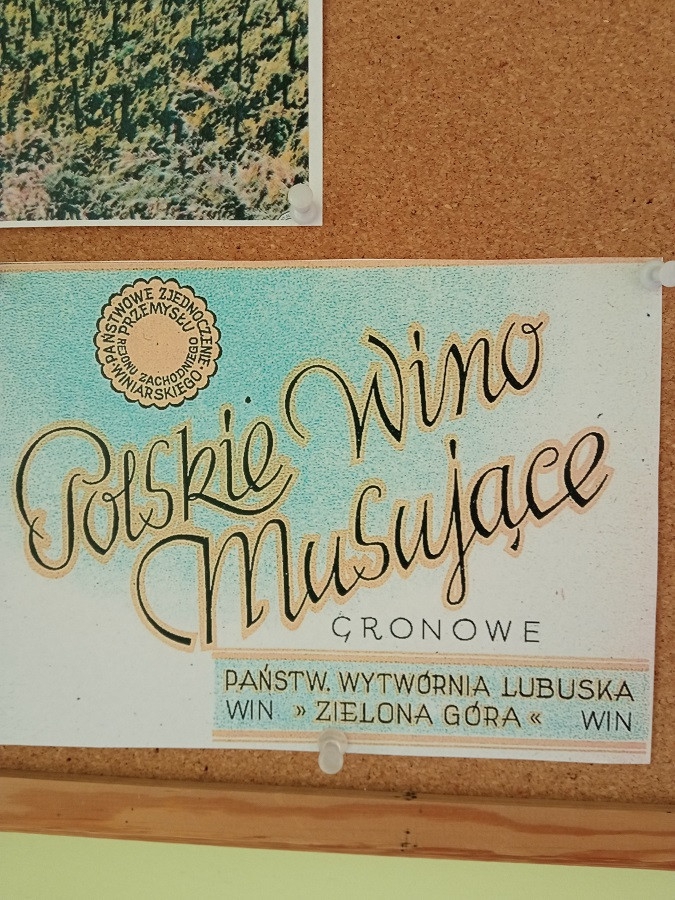 PAŃSTWOWE ZJEDNOCZENIE
PRZEMYSŁU
REJONU ZACHODNIEGO
WINIARSKIEGO
Polskie Wino
Musujące
GRONOWE
PAŃSTW. WYTWÓRNIA LUBUSKA
WIN » ZIELONA GÓRA « WIN